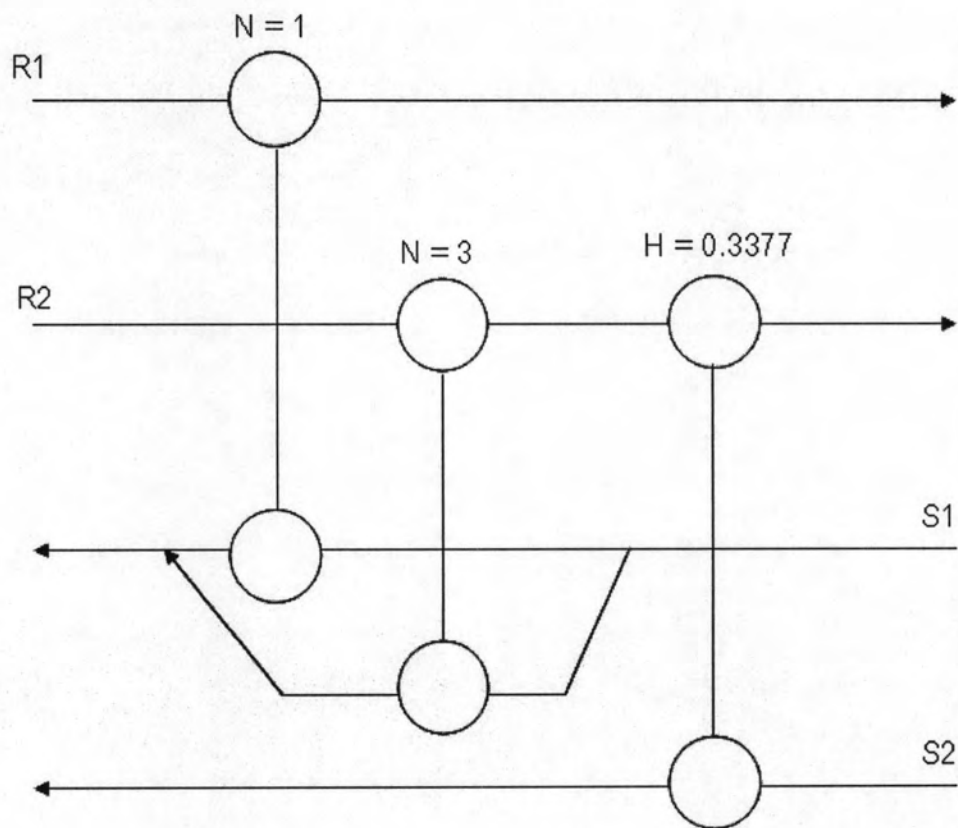 N = 1
R1
N = 3
H = 0.3377
R2
S1
S2